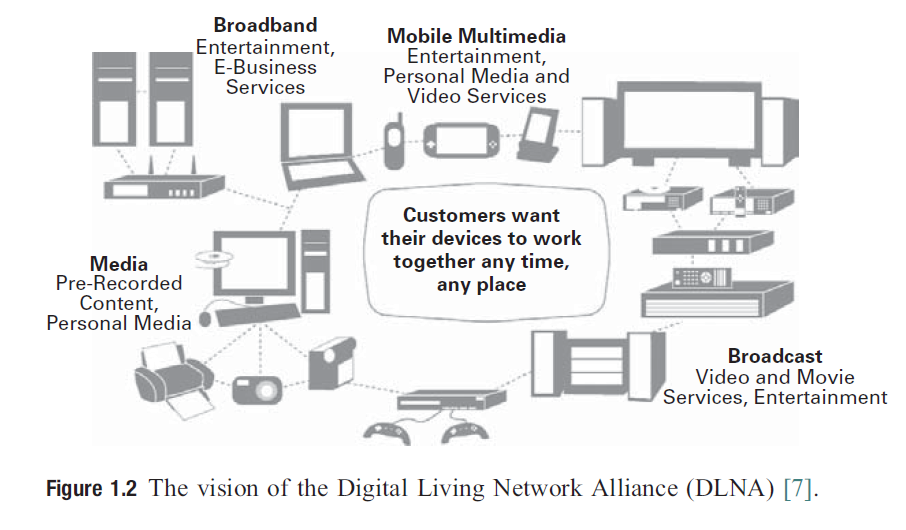 Broadband
Entertainment,
E-Business
Services
Mobile Multimedia
Entertainment,
Personal Media and
Video Services
Customers want
their devices to work
together any time,
any place
Media
Pre-Recorded
Content,
Personal Media
Broadcast
Video and Movie
Services, Entertainment
Figure 1.2 The vision of the Digital Living Network Alliance (DLNA) [7].